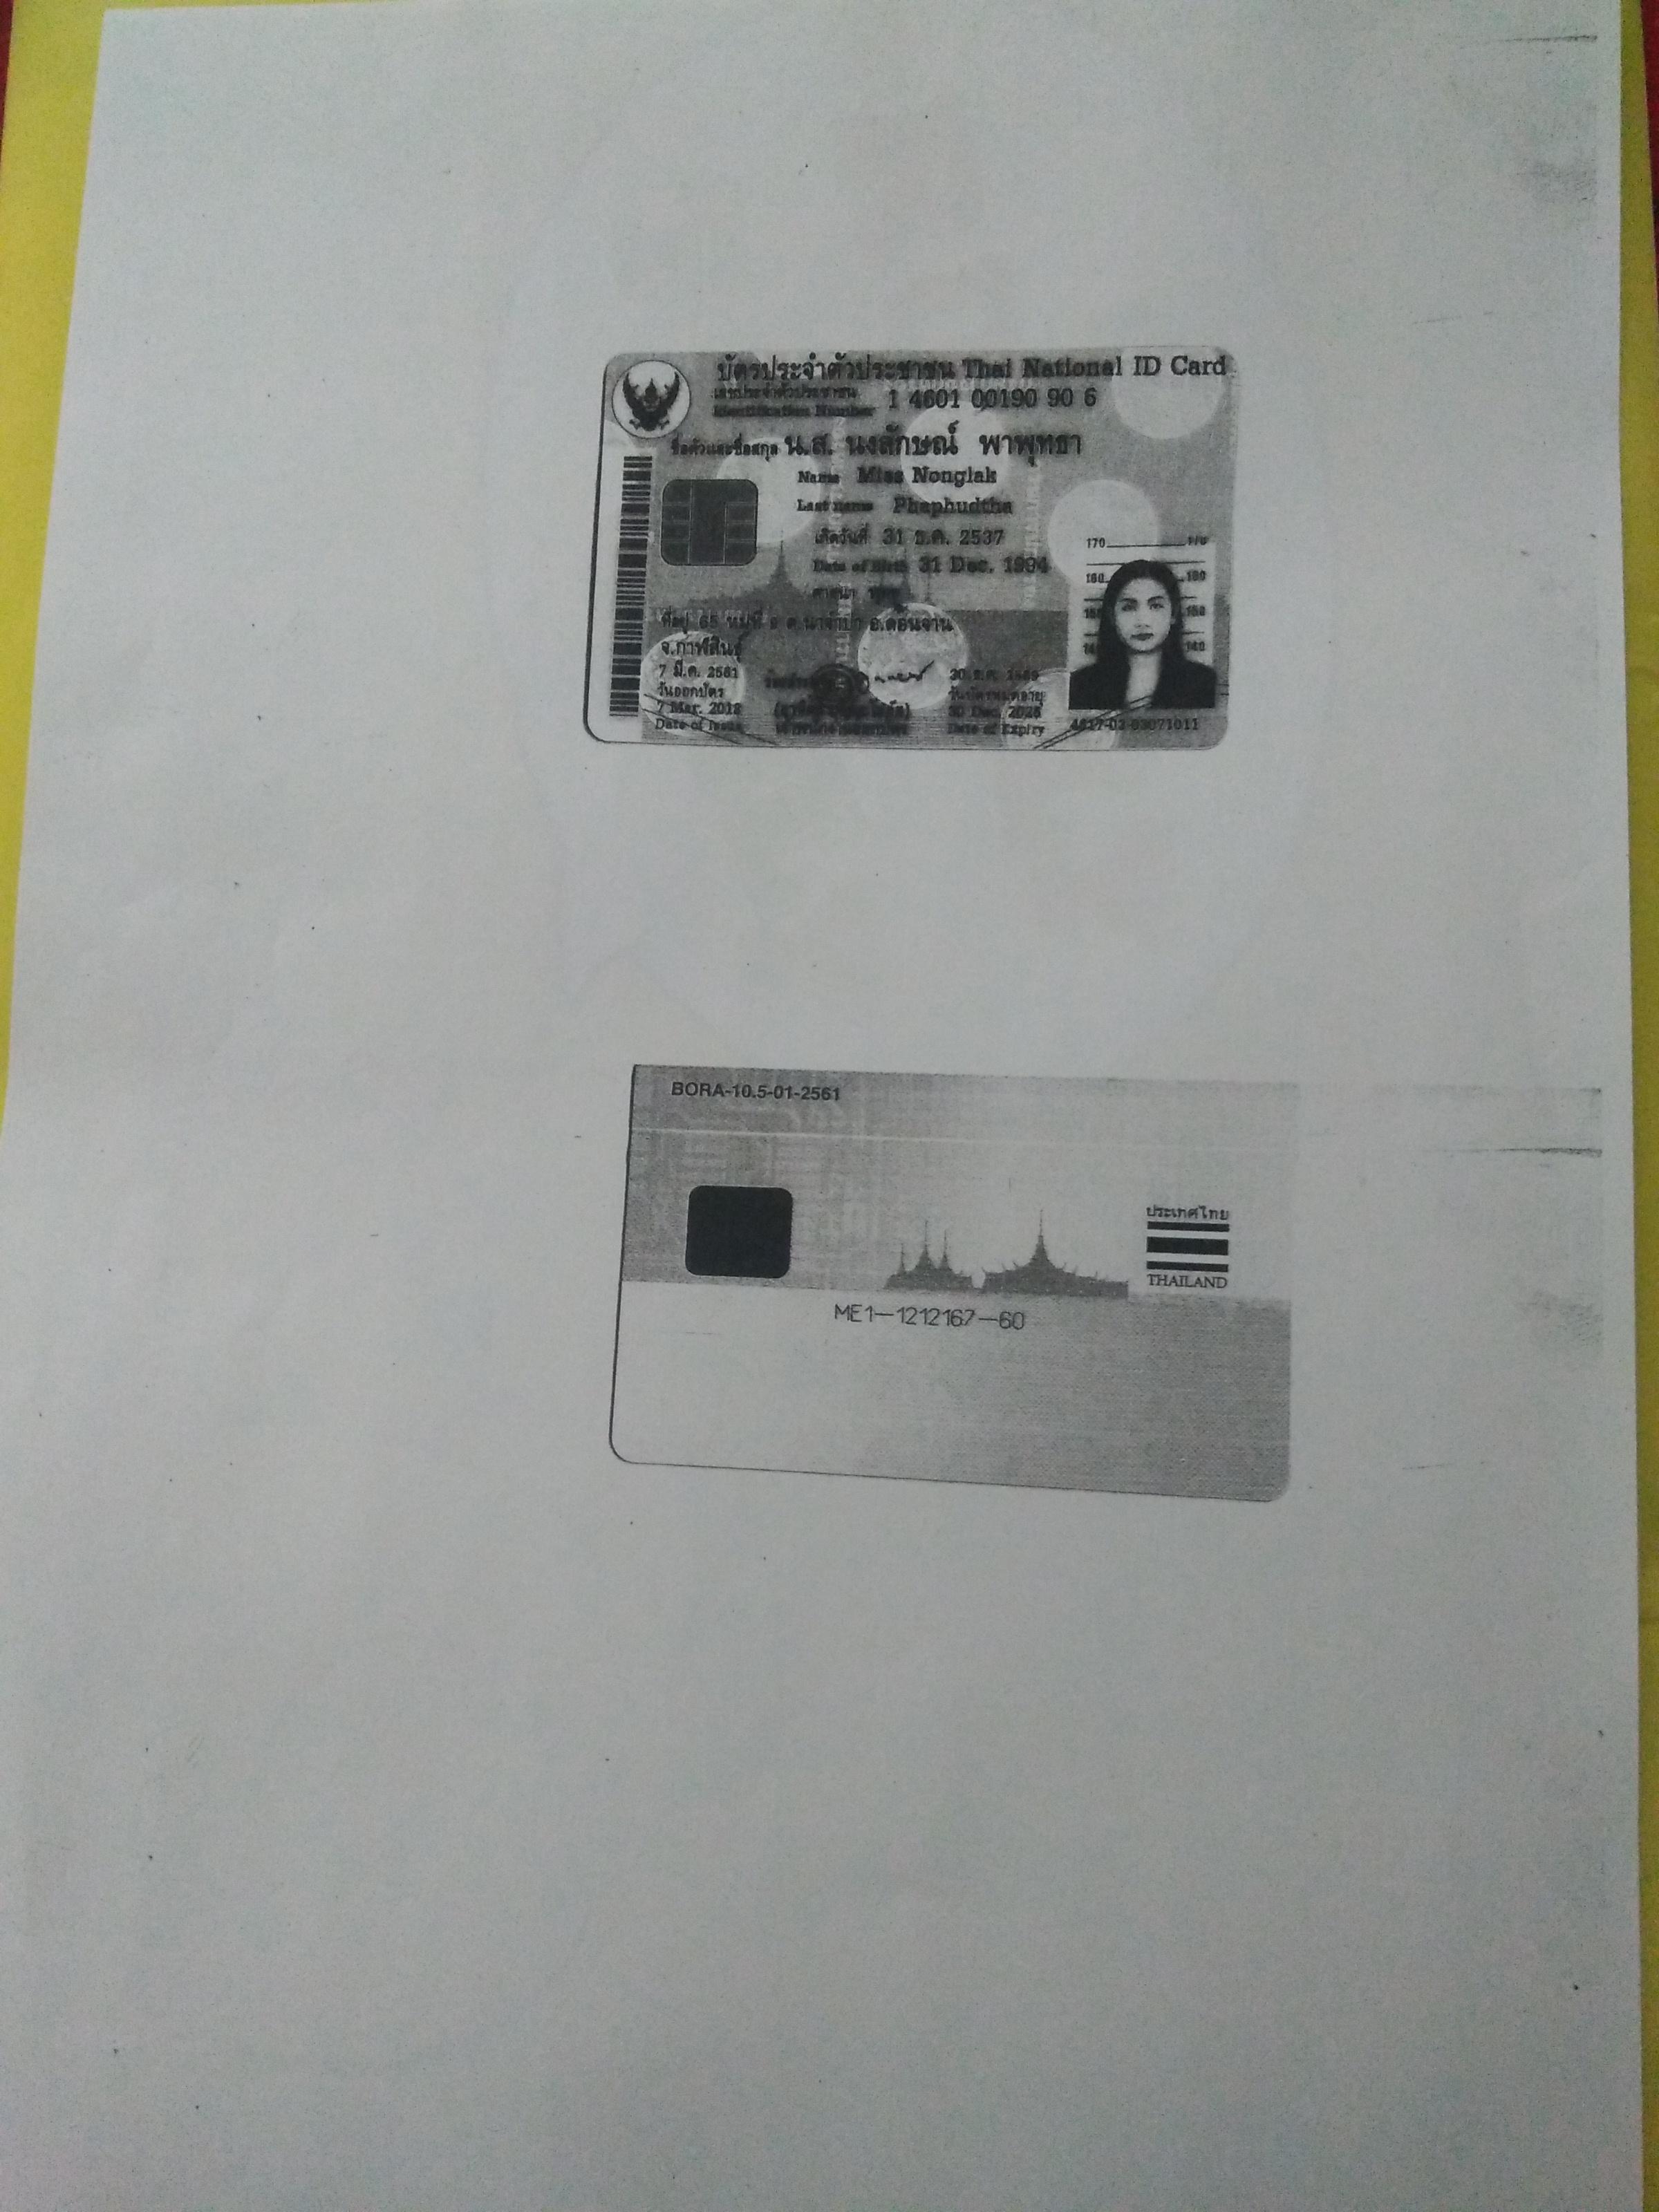 บัตรประจำตัวประชาชน Thai National ID Card
เลขประจำตัวประชาชน
Identification Number 1 4601 00190 90 6
ชื่อตัวและชื่อสกุล น.ส. นงลักษณ์ พาพุทธา
Name Miss Nonglak
Last name Phaphudtha
เกิดวันที่ 31 ธ.ค. 2537
Date of Birth 31 Dec. 1994
ศาสนา
ที่อยู่ 65 หมู่ที่ ต.นาจำปา อ.ดอนจาน
จ.กาฬสินธุ์
7 มี.ค. 2561
วันออกบัตร
7 Mar. 2018
Date of Issue
30 ธ.ค. 2569
วันบัตรหมดอายุ
30 Dec. 2026
Date of Expiry
170 170
160 160
150 150
140 140
4617-02-03071011
BORA-10.5-01-2561
ประเทศไทย
THAILAND
ME1-1212167-60